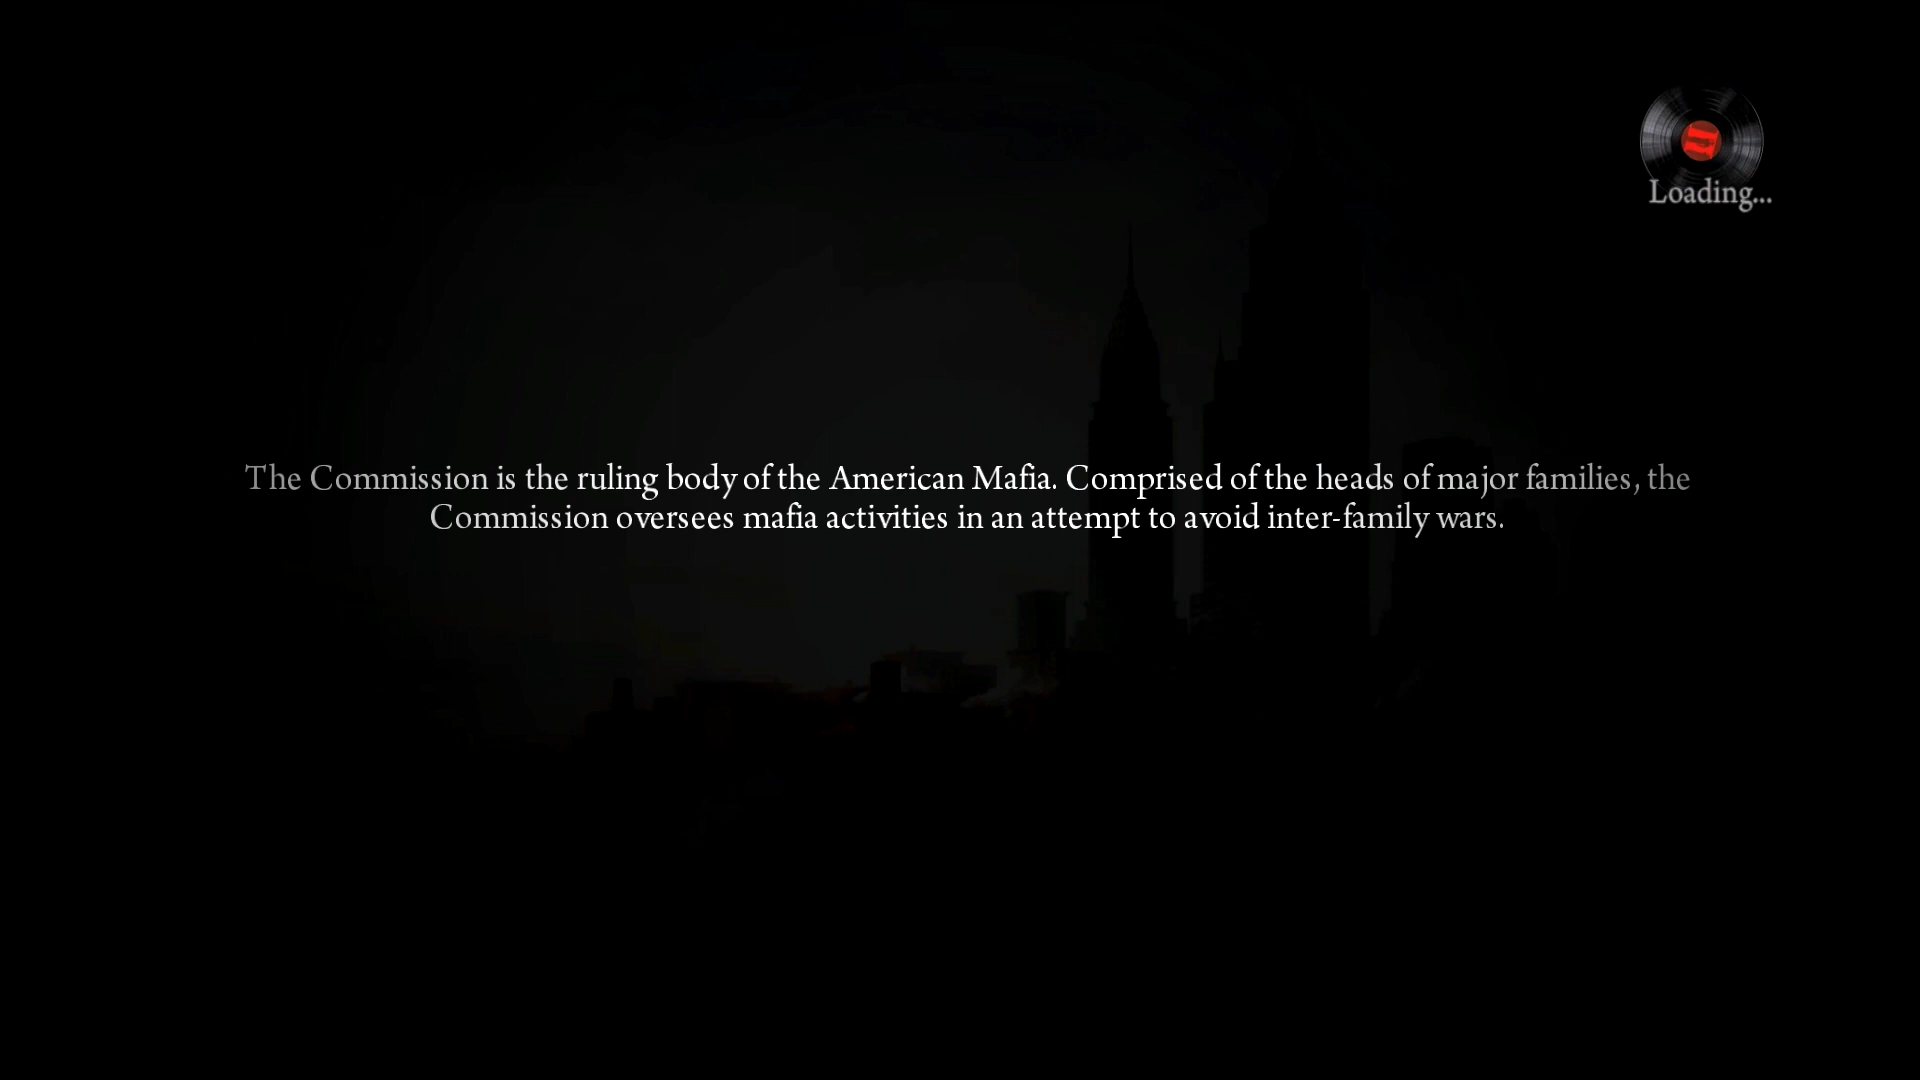 Loading...
The Commission is the ruling body of the American Mafia. Comprised of the heads of major families, the
Commission oversees mafia activities in an attempt to avoid inter-family wars.